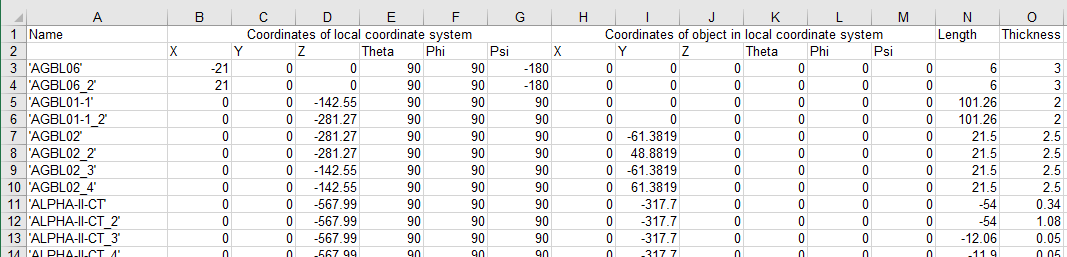 A B C D E F G H I J K L M N O
1 Name Coordinates of local coordinate system Coordinates of object in local coordinate system Length Thickness
2 X Y Z Theta Phi Psi X Y Z Theta Phi Psi
3 'AGBL06' -21 0 0 90 90 -180 0 0 0 0 0 0 6 3
4 'AGBL06_2' 21 0 0 90 90 -180 0 0 0 0 0 0 6 3
5 'AGBL01-1' 0 0 -142.55 90 90 90 0 0 0 0 0 0 101.26 2
6 'AGBL01-1_2' 0 0 -281.27 90 90 90 0 0 0 0 0 0 101.26 2
7 'AGBL02' 0 0 -281.27 90 90 90 0 -61.3819 0 0 0 0 21.5 2.5
8 'AGBL02_2' 0 0 -281.27 90 90 90 0 48.8819 0 0 0 0 21.5 2.5
9 'AGBL02_3' 0 0 -142.55 90 90 90 0 -61.3819 0 0 0 0 21.5 2.5
10 'AGBL02_4' 0 0 -142.55 90 90 90 0 61.3819 0 0 0 0 21.5 2.5
11 'ALPHA-II-CT' 0 0 -567.99 90 90 90 0 -317.7 0 0 0 0 -54 0.34
12 'ALPHA-II-CT_2' 0 0 -567.99 90 90 90 0 -317.7 0 0 0 0 -54 1.08
13 'ALPHA-II-CT_3' 0 0 -567.99 90 90 90 0 -317.7 0 0 0 0 -12.06 0.05
14 'ALPHA-II-CT_4' 0 0 -567.99 90 90 90 0 -317.7 0 0 0 0 -11.9 0.05